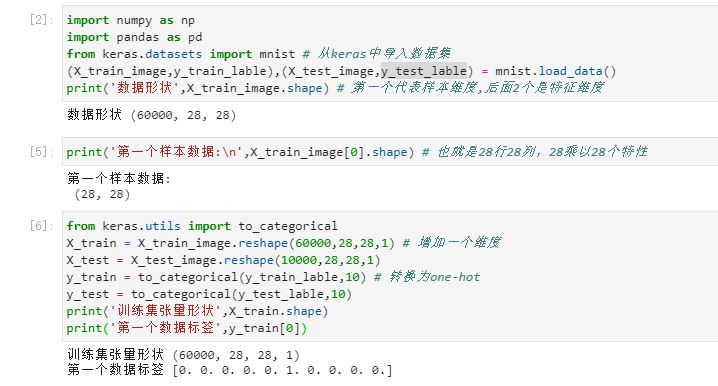 [2]:
import numpy as np
import pandas as pd
from keras.datasets import mnist # 从keras中导入数据集
(X_train_image,y_train_lable),(X_test_image,y_test_lable) = mnist.load_data()
print('数据形状',X_train_image.shape) # 第一个代表样本维度,后面2个是特征维度
数据形状 (60000, 28, 28)
[5]:
print('第一个样本数据:\n',X_train_image[0].shape) # 也就是28行28列，28乘以28个特性
第一个样本数据:
(28, 28)
[6]:
from keras.utils import to_categorical
X_train = X_train_image.reshape(60000,28,28,1) # 增加一个维度
X_test = X_test_image.reshape(10000,28,28,1)
y_train = to_categorical(y_train_lable,10) # 转换为one-hot
y_test = to_categorical(y_test_lable,10)
print('训练集张量形状',X_train.shape)
print('第一个数据标签',y_train[0])
训练集张量形状 (60000, 28, 28, 1)
第一个数据标签 [0. 0. 0. 0. 0. 1. 0. 0. 0. 0.]